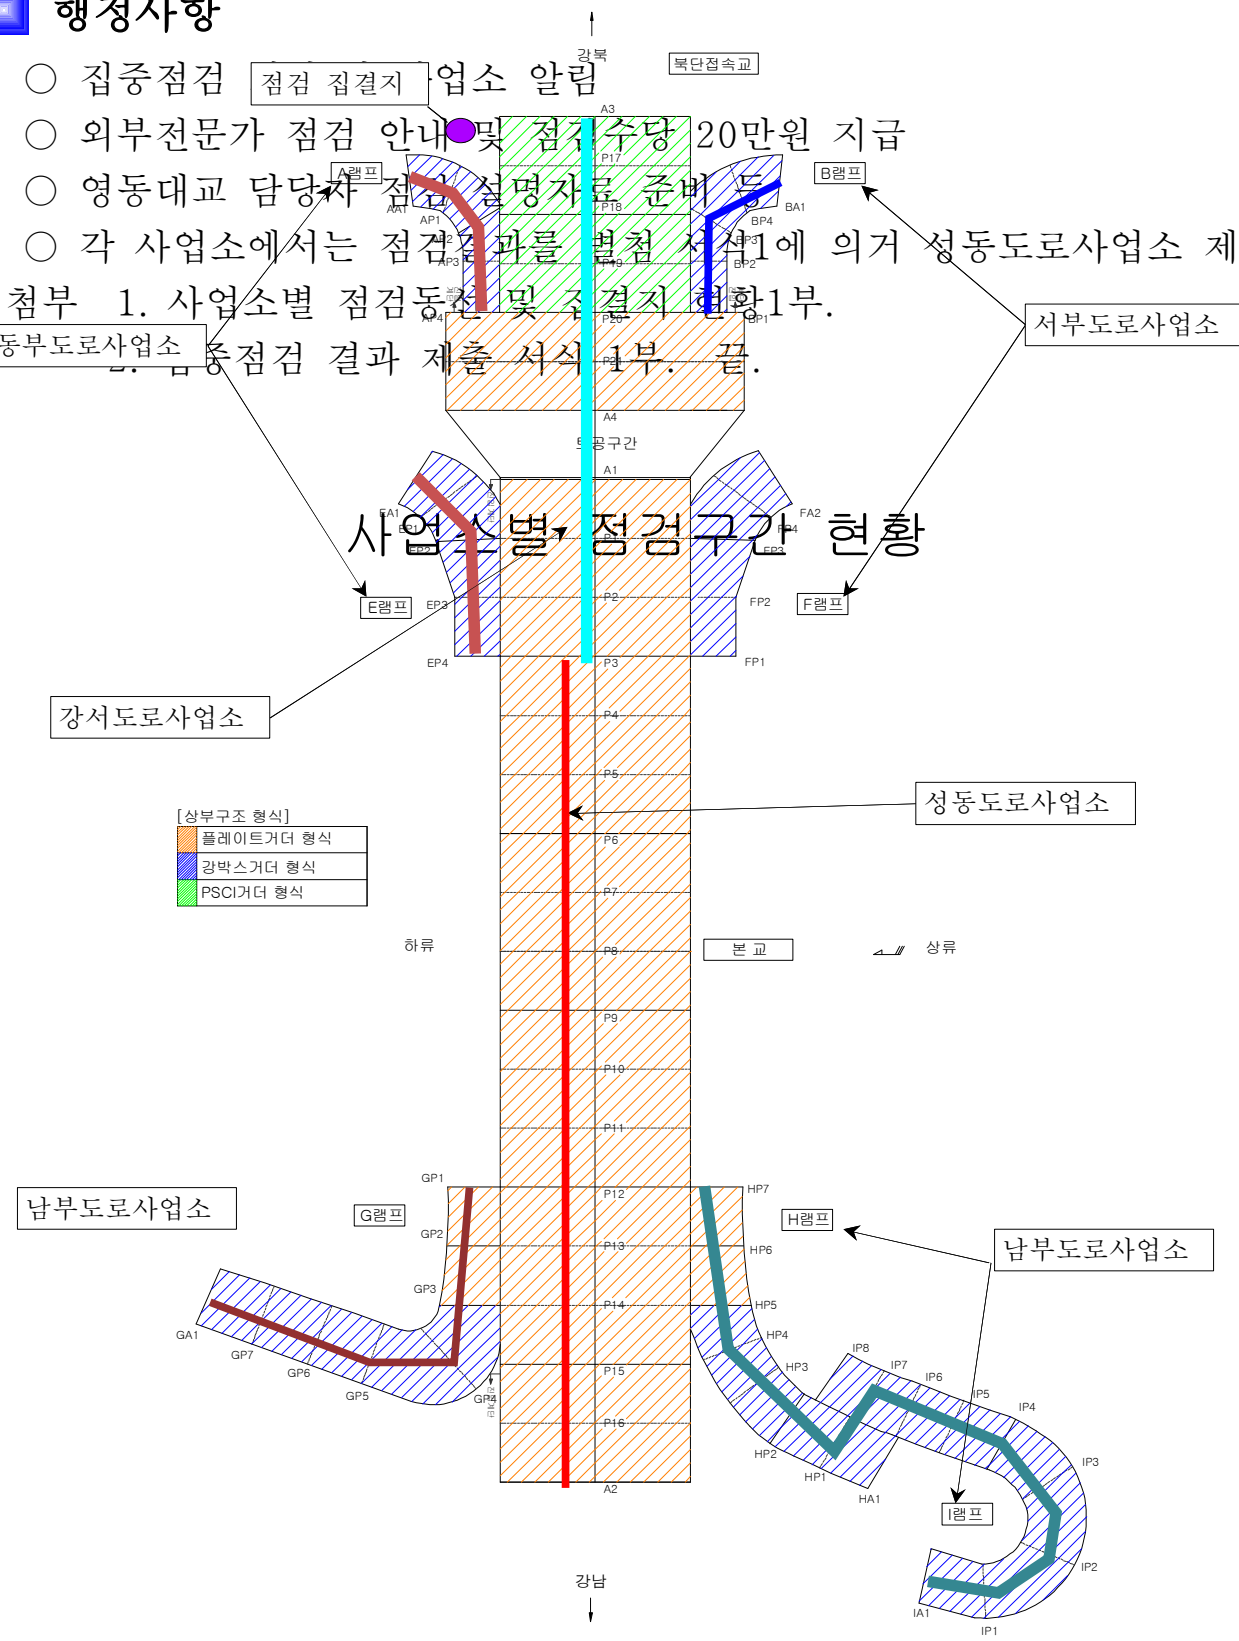 행정사항
강북
북단접속교
○ 집중점검 사업소 알림
점검 집결지
A3
○ 외부전문가 점검 안내 및 점검수당 20만원 지급
P17
A램프
B램프
○ 영동대교 담당자 점검 설명자료 준비 등
AA1
P18
BA1
AP1
BP4
○ 각 사업소에서는 점검결과를 별첨 서식1에 의거 성동도로사업소 제
AP2
BP3
AP3
P19
BP2
첨부 1. 사업소별 점검동선 및 집결지 현황1부.
AP4
P20
BP1
동부도로사업소
서부도로사업소
2. 집중점검 결과 제출 서식 1부. 끝.
P21
A4
토공구간
A1
EA1
FA2
사업소별 점검구간 현황
EP1
FP4
EP2
P1
FP3
E램프
EP3
P2
FP2
F램프
EP4
P3
FP1
강서도로사업소
P4
P5
성동도로사업소
[상부구조 형식]
플레이트거더 형식
강박스거더 형식
PSCI거더 형식
P6
P7
하류
P8
본 교
상류
P9
P10
P11
GP1
P12
HP7
남부도로사업소
G램프
H램프
GP2
P13
HP6
남부도로사업소
GP3
P14
HP5
GA1
HP4
GP7
IP8
GP6
P15
HP3
IP7
GP5
IP6
GP4
IP5
P16
IP4
HP2
IP3
HP1
A2
HA1
I램프
IP2
강남
IA1
IP1